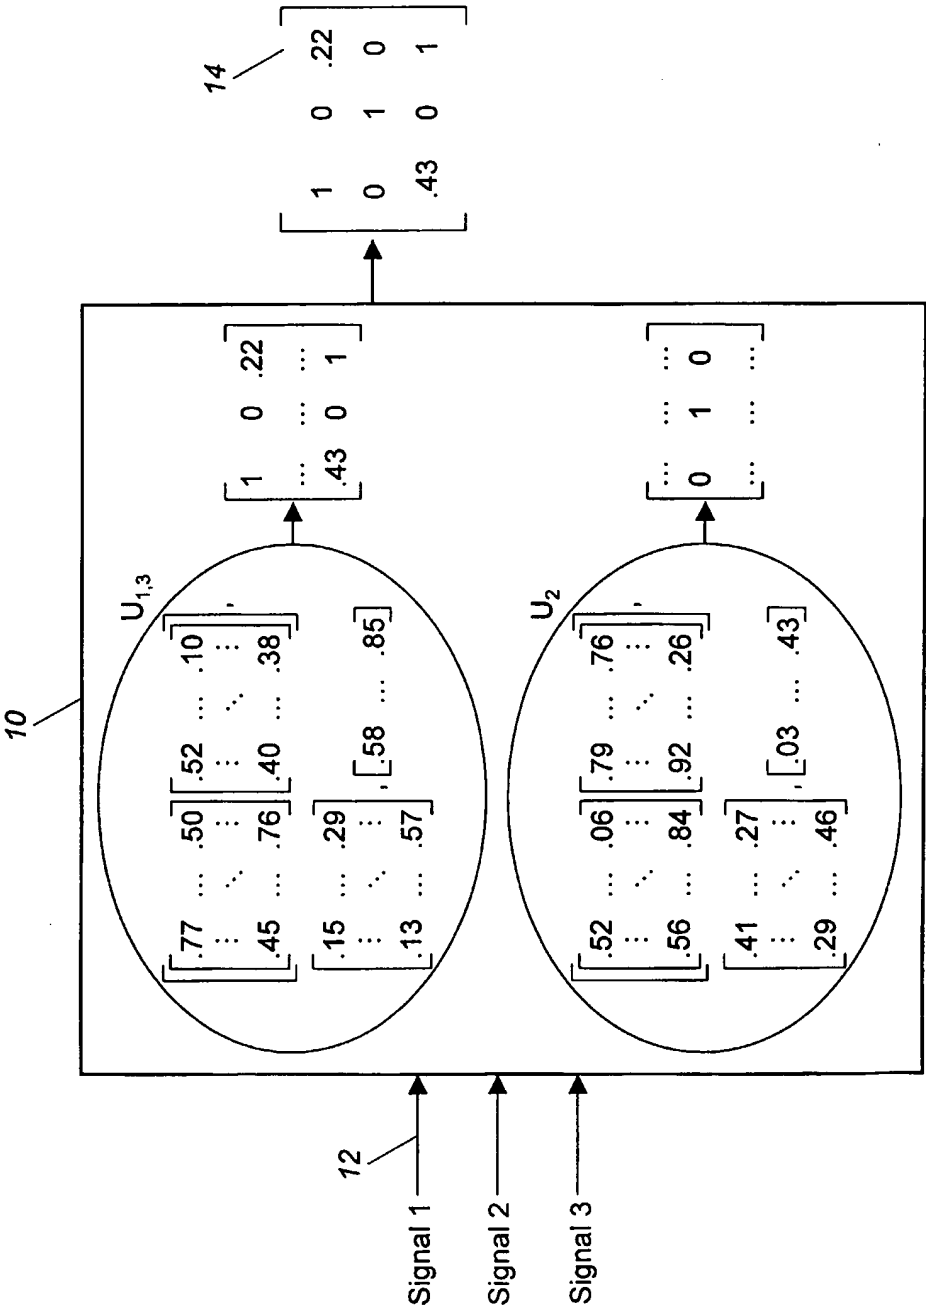 10
14
12
Signal 1
Signal 2
Signal 3
U1,3
.77 ... .50 .52 ... .10
⋮ ⋱ ⋮ ⋮ ⋱ ⋮
.45 ... .76 .40 ... .38 ,
.15 ... .29
⋮ ⋱ ⋮ , .58 ... .85
.13 ... .57
1 0 .22
... ... ...
.43 0 1
U2
.52 ... .06 .79 ... .76
⋮ ⋱ ⋮ ⋮ ⋱ ⋮
.56 ... .84 .92 ... .26 ,
.41 ... .27
⋮ ⋱ ⋮ , .03 ... .43
.29 ... .46
... ... ...
0 1 0
... ... ...
1 0 .22
0 1 0
.43 0 1